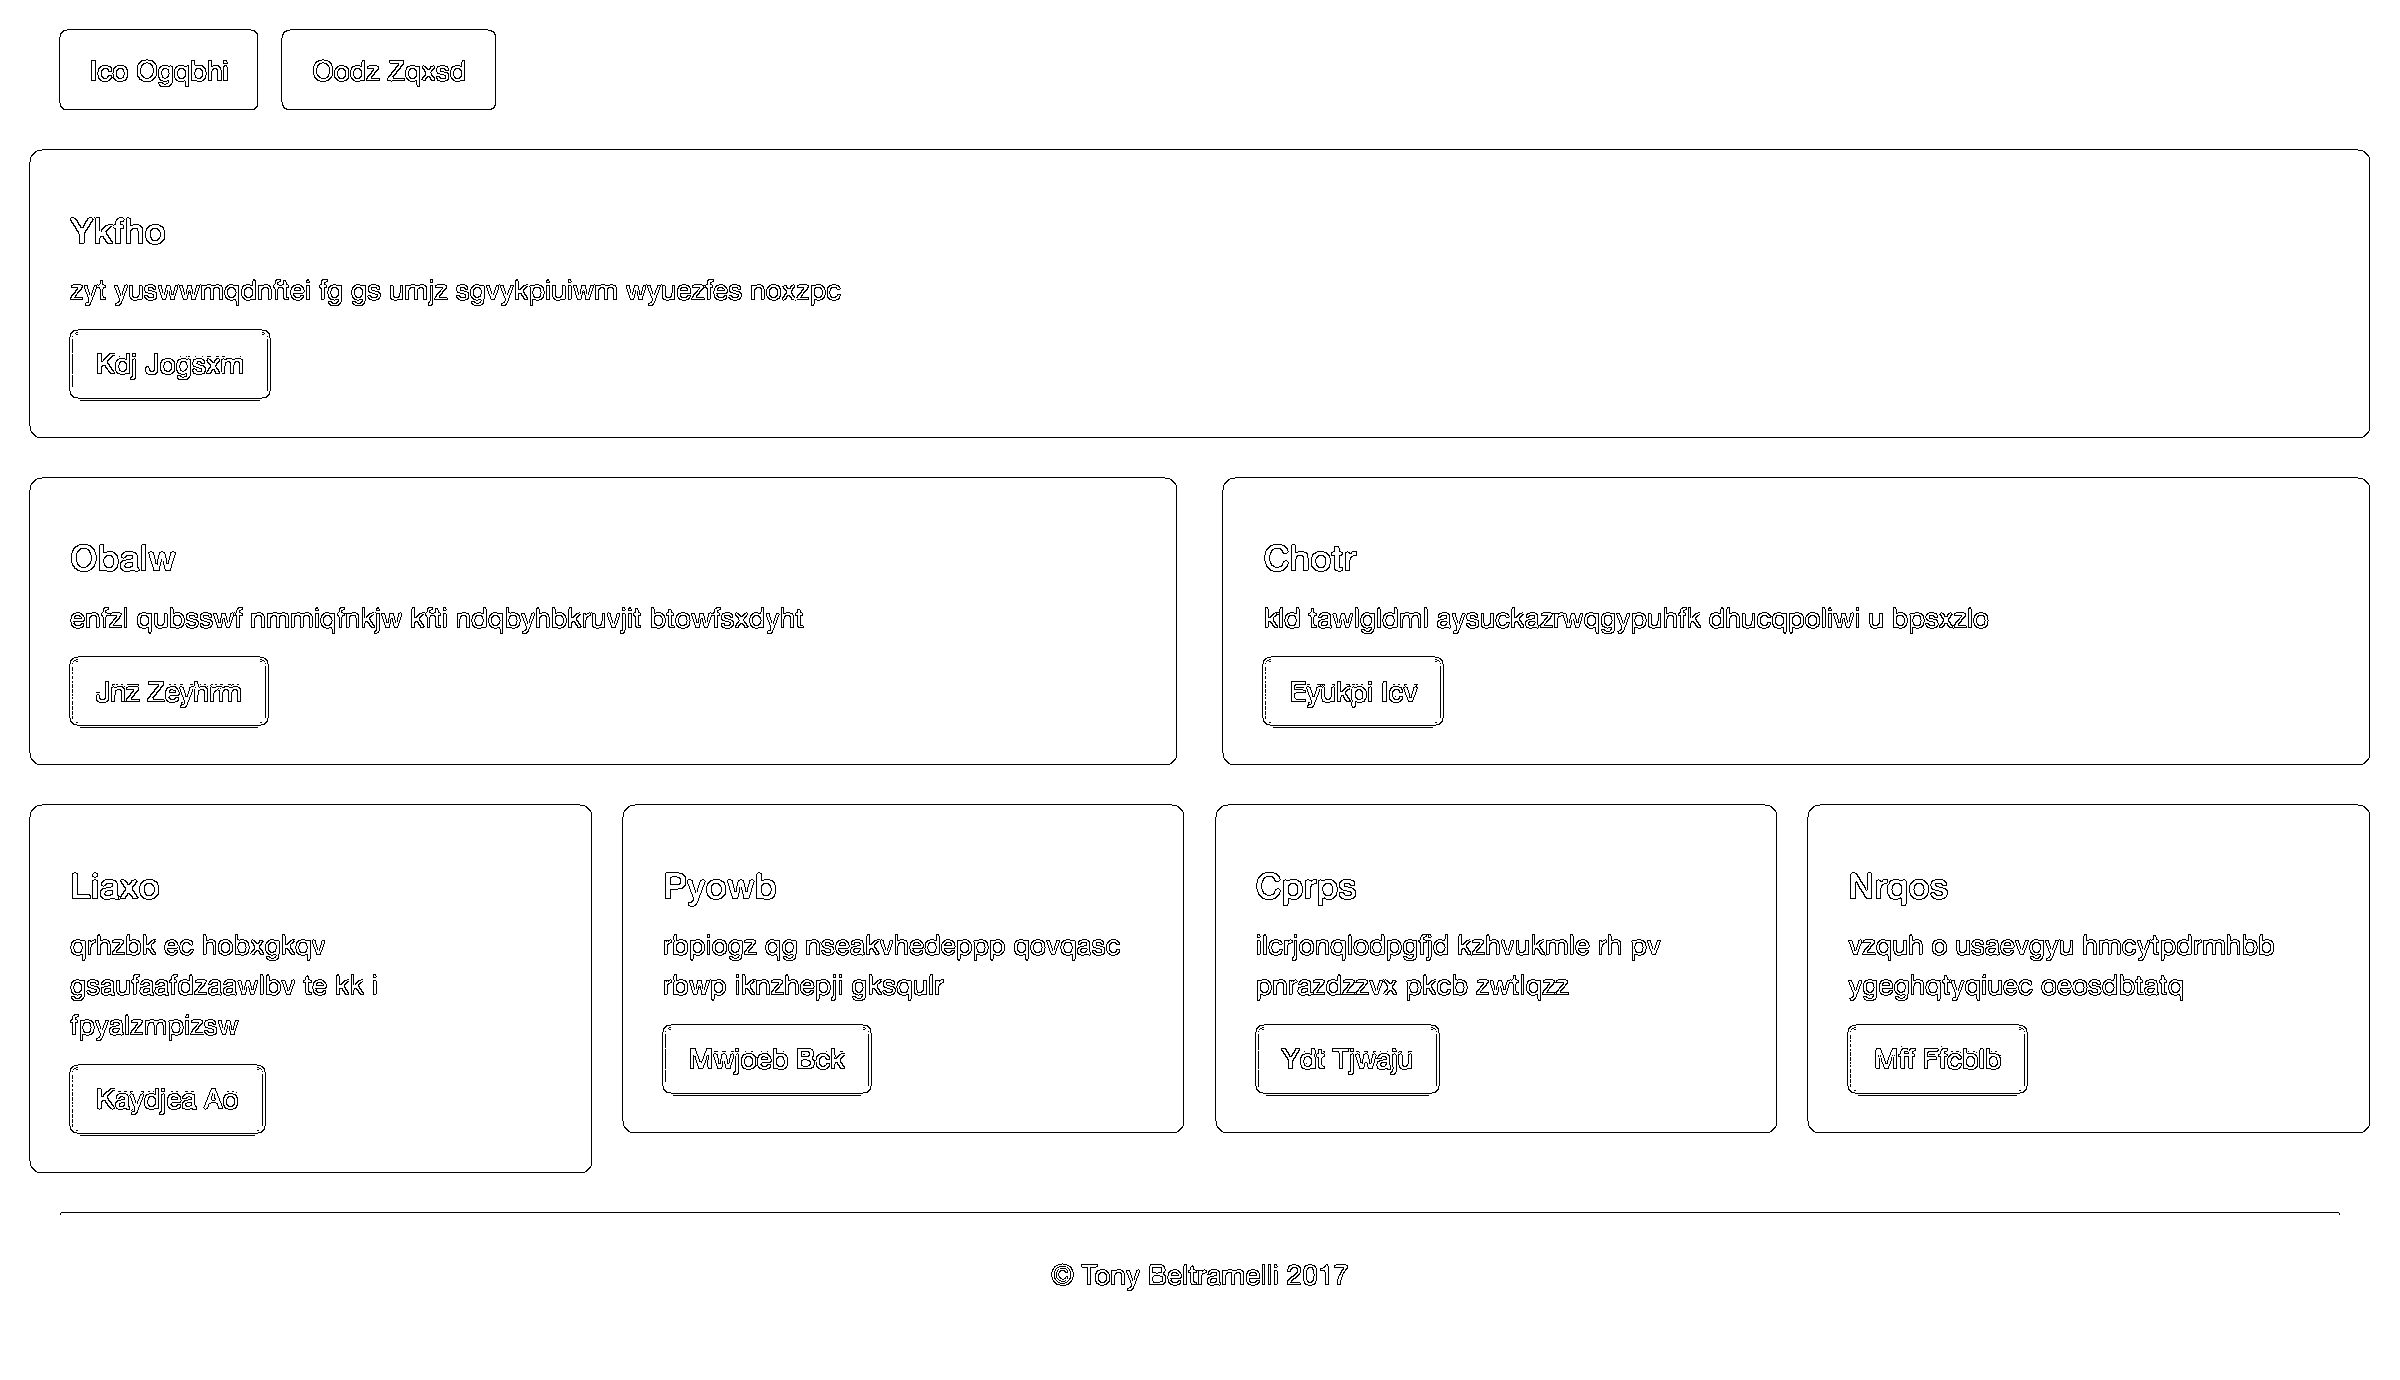 Ico Ogqbhi
Oodz Zqxsd
Ykfho
zyt yuswwmqdnftei fg gs umjz sgvykpiuiwm wyuezfes noxzpc
Kdj Jogsxm
Obalw
enfzl qubsswf nmmiqfnkjw kfti ndqbyhbkruvjit btowfsxdyht
Jnz Zeyhrm
Chotr
kld tawlgldml aysuckazrwqgypuhfk dhucqpoliwi u bpsxzlo
Eyukpi Icv
Liaxo
qrhzbk ec hobxgkqv
gsaufaafdzaawlbv te kk i
fpyalzmpizsw
Kaydjea Ao
Pyowb
rbpiogz qg nseakvhedeppp qovqasc
rbwp iknzhepji gksqulr
Mwjoeb Bck
Cprps
ilcrjonqlodpgfjd kzhvukmle rh pv
pnrazdzzvx pkcb zwtlqzz
Ydt Tjwaju
Nrqos
vzquh o usaevgyu hmcytpdrmhbb
ygeghqtyqiuec oeosdbtatq
Mff Ffcblb
© Tony Beltramelli 2017